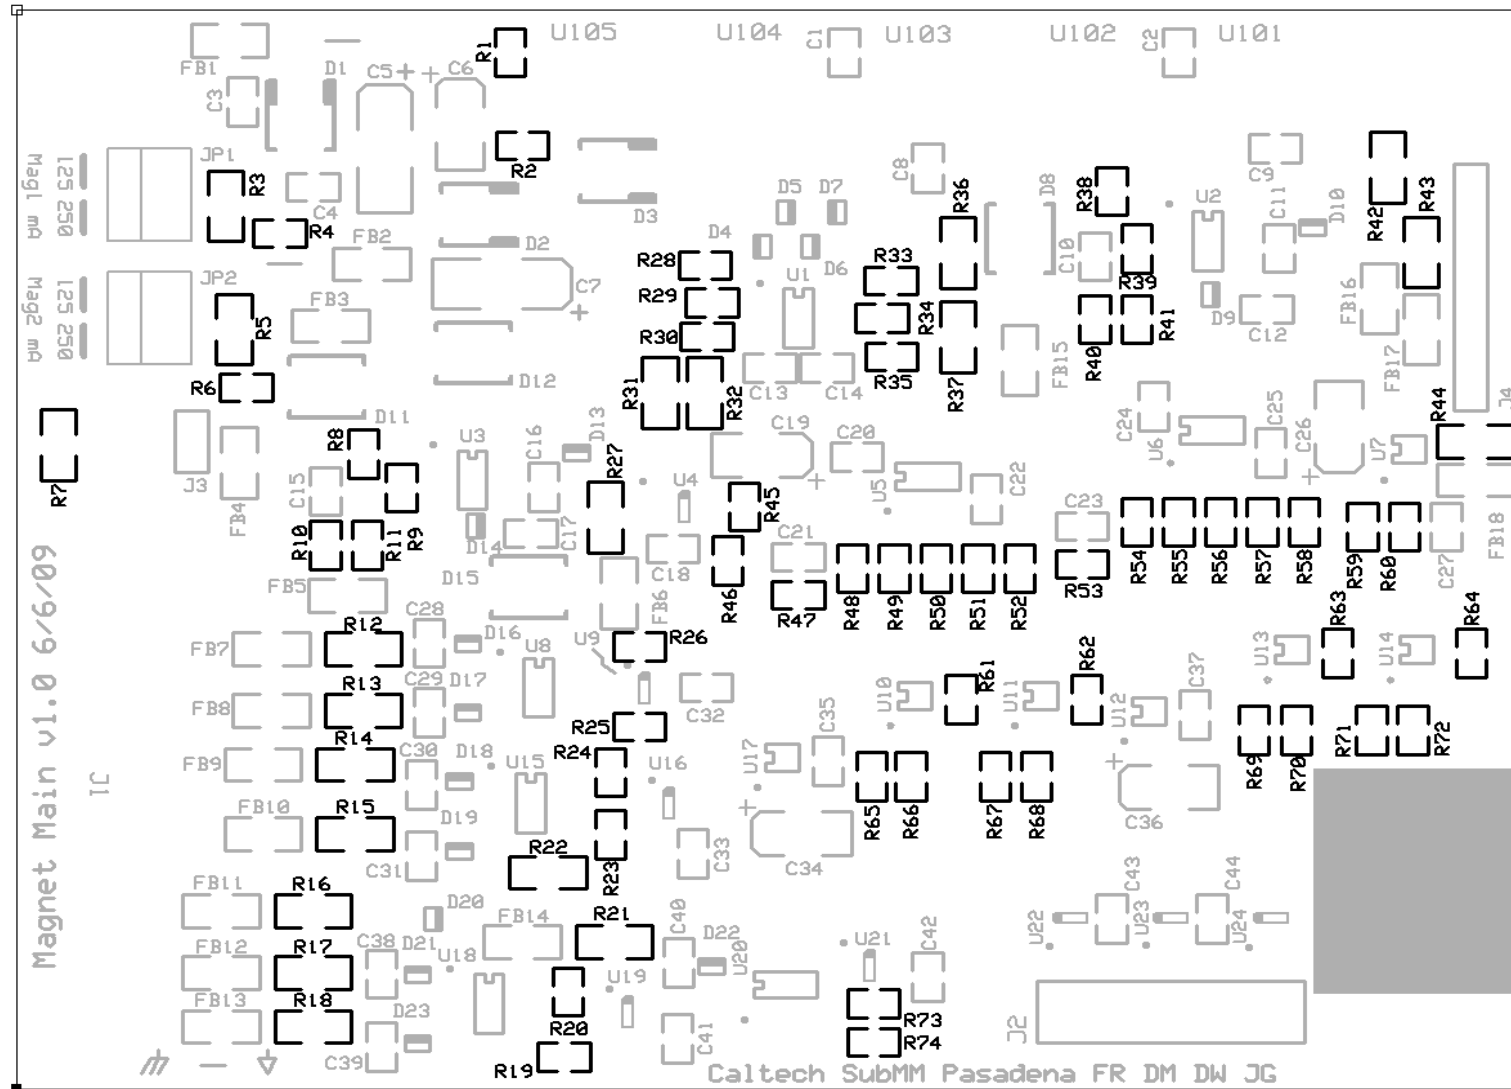 U105
U104
C1
U103
U102
C2
U101
R1
FB1
D1
C5
C6
C3
JP1
R2
R3
C4
R4
FB2
D2
D3
Mag1 mA
125 250
JP2
FB3
C7
R5
Mag2 mA
125 250
R6
D11
D12
R7
J3
FB4
R8
C15
R9
R10
R11
U3
C16
D13
D14
C17
R27
D4
D5
D7
D6
U1
R28
R29
R30
R31
R32
C13
C14
C8
R33
R34
R35
R36
R37
D8
FB15
R38
C10
R39
R40
R41
U2
C9
C11
D10
D9
C12
R42
R43
FB16
FB17
J4
R44
C19
C20
U4
R45
U5
C22
C24
U6
C25
C26
U7
FB18
C18
R46
C21
R47
R48
R49
R50
R51
R52
C23
R53
R54
R55
R56
R57
R58
R59
R60
C27
FB5
D15
FB6
FB7
R12
C28
D16
U8
U9
R26
FB8
R13
C29
D17
R25
C32
FB9
R14
C30
D18
U15
R24
U16
FB10
R15
D19
C31
R22
R23
C33
U17
C35
C34
U10
R61
U11
R62
U12
C37
U13
R63
U14
R64
R65
R66
R67
R68
C36
R69
R70
R71
R72
FB11
R16
D20
FB14
R21
C40
D22
U20
FB12
R17
C38
D21
U18
U19
FB13
R18
D23
C39
R20
R19
C41
U21
C42
R73
R74
U22
C43
U23
C44
U24
J2
J1
Magnet Main v1.0 6/6/09
Caltech SubMM Pasadena FR DM DW JG